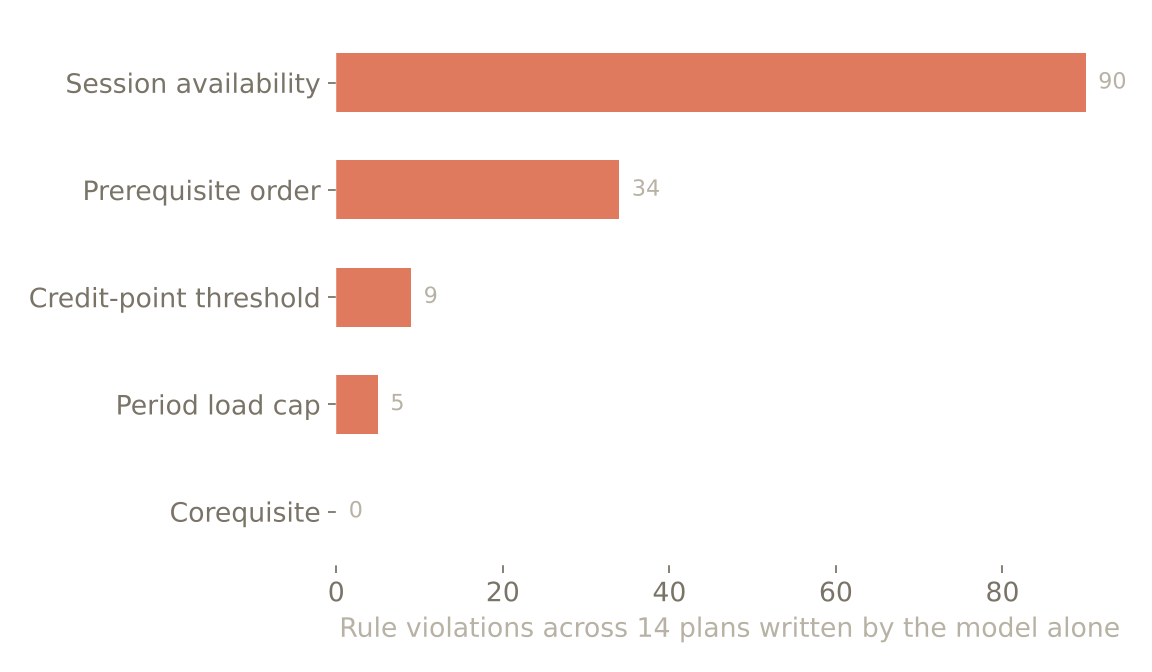 Session availability 90
Prerequisite order 34
Credit-point threshold 9
Period load cap 5
Corequisite 0
0 20 40 60 80
Rule violations across 14 plans written by the model alone